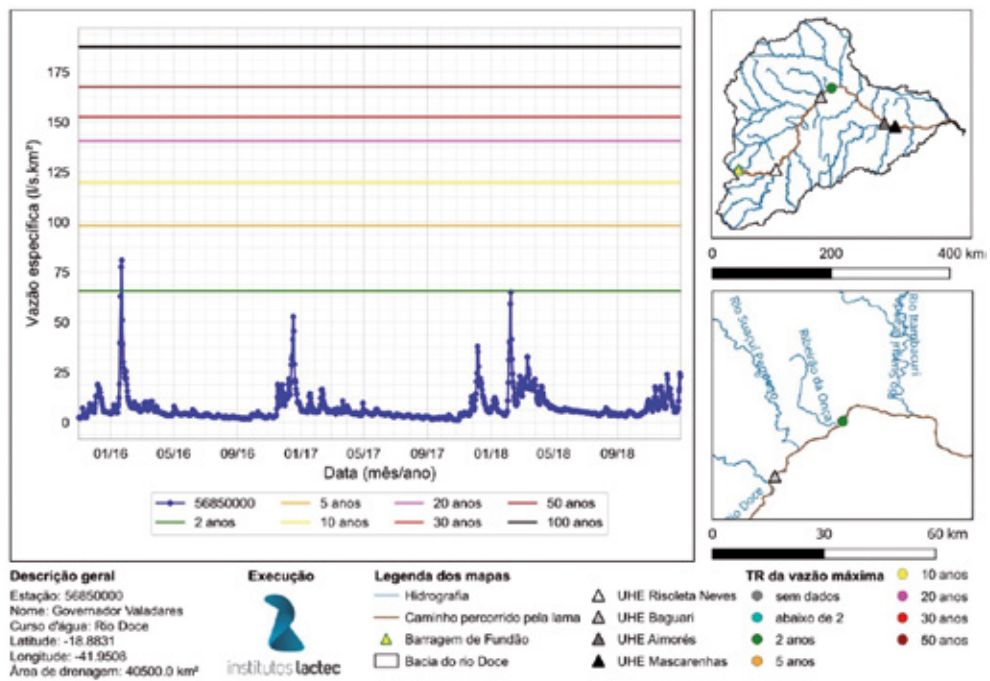 Vazão específica (l/s.km²)
175
150
125
100
75
50
25
0
01/16 05/16 09/16 01/17 05/17 09/17 01/18 05/18 09/18
Data (mês/ano)
56850000 5 anos 20 anos 50 anos
2 anos 10 anos 30 anos 100 anos
0 200 400 km
Ribeirão Onça
Rio Itambacuri
Rio Doce
0 30 60 km
Descrição geral
Estação: 56850000
Nome: Governador Valadares
Curso d'água: Rio Doce
Latitude: -18.8831
Longitude: -41.9508
Área de drenagem: 40500.0 km²
Execução
institutos lactec
Legenda dos mapas
Hidrografia
Caminho percorrido pela lama
Barragem de Fundão
Bacia do rio Doce
UHE Risoleta Neves
UHE Baguari
UHE Aimorés
UHE Mascarenhas
TR da vazão máxima
sem dados
abaixo de 2
2 anos
5 anos
10 anos
20 anos
30 anos
50 anos